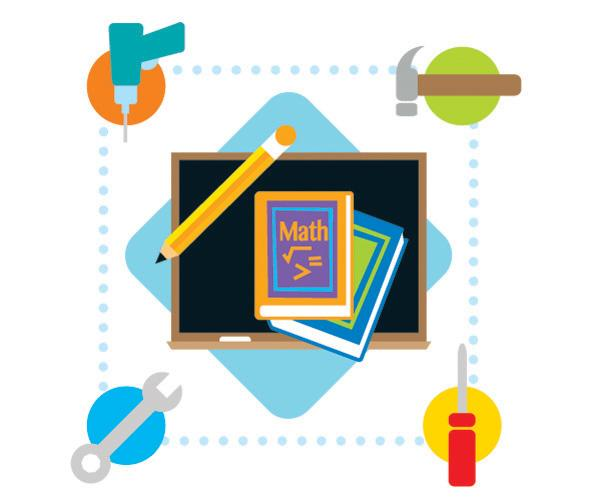 Math
√ =
>